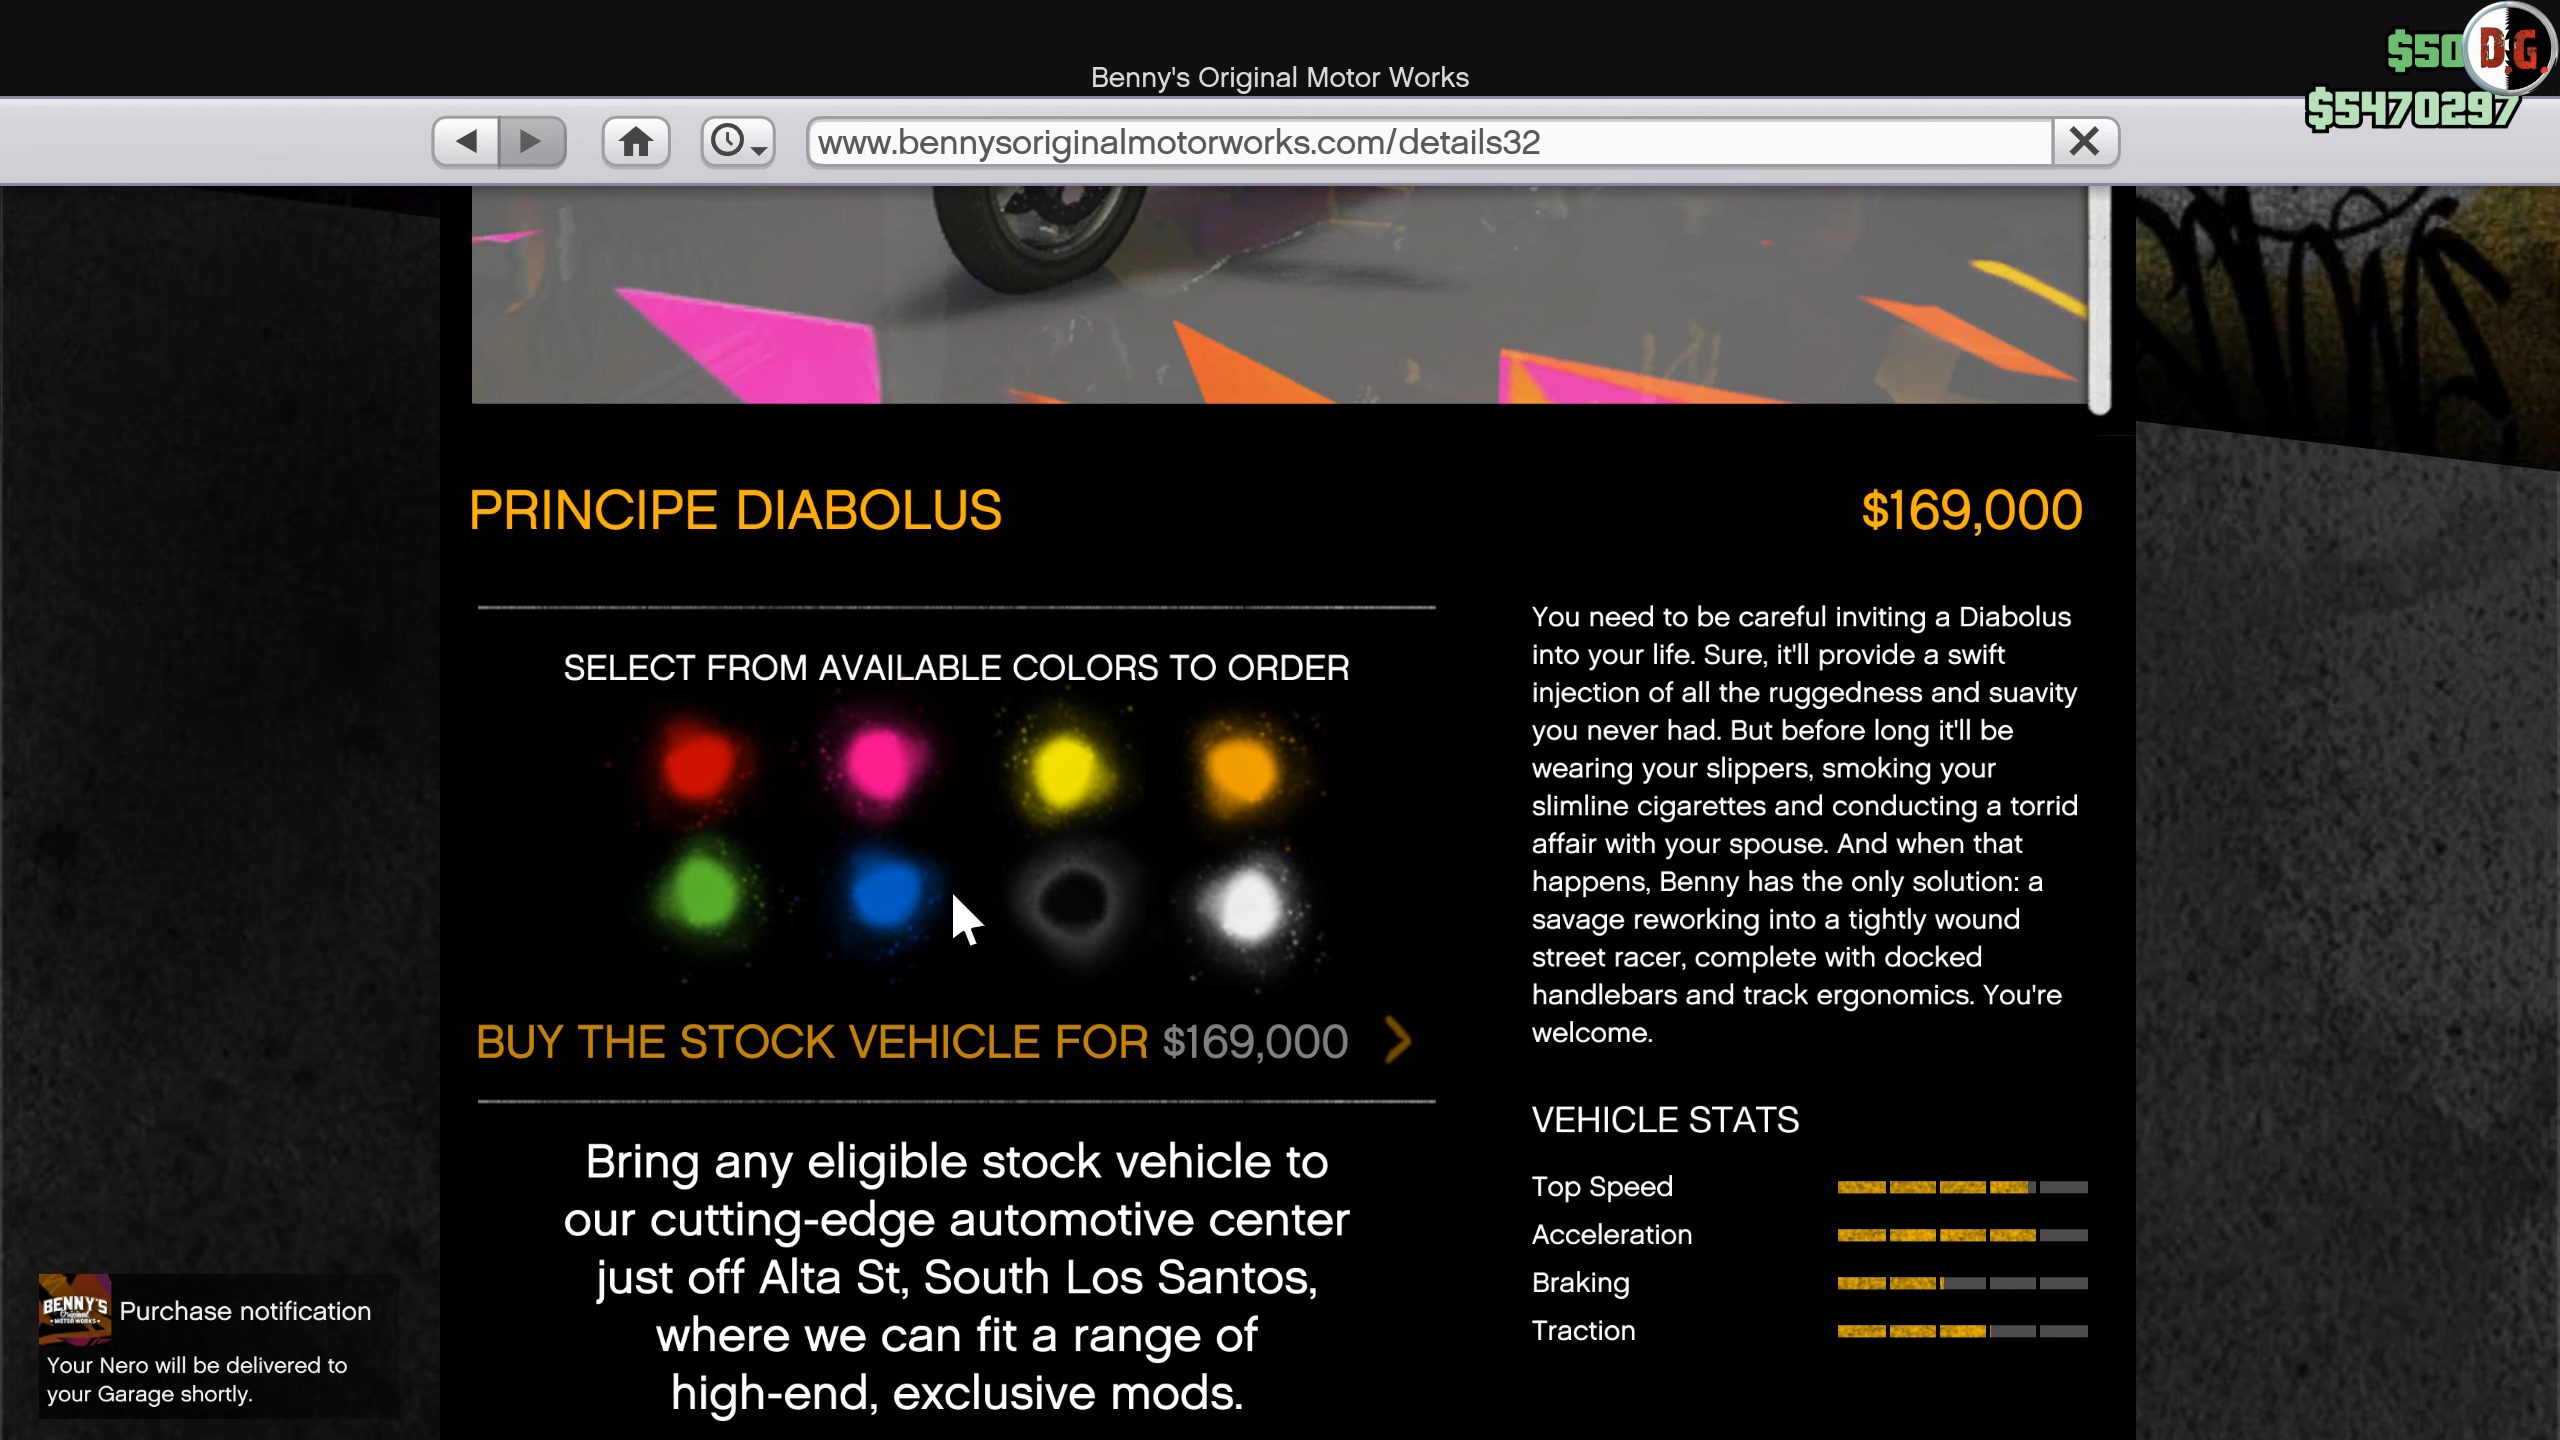 Benny's Original Motor Works
$50
D.G.
$5470297
www.bennysoriginalmotorworks.com/details32
PRINCIPE DIABOLUS
$169,000
SELECT FROM AVAILABLE COLORS TO ORDER
BUY THE STOCK VEHICLE FOR $169,000
Bring any eligible stock vehicle to
our cutting-edge automotive center
just off Alta St, South Los Santos,
where we can fit a range of
high-end, exclusive mods.
You need to be careful inviting a Diabolus
into your life. Sure, it'll provide a swift
injection of all the ruggedness and suavity
you never had. But before long it'll be
wearing your slippers, smoking your
slimline cigarettes and conducting a torrid
affair with your spouse. And when that
happens, Benny has the only solution: a
savage reworking into a tightly wound
street racer, complete with docked
handlebars and track ergonomics. You're
welcome.
VEHICLE STATS
Top Speed
Acceleration
Braking
Traction
BENNY'S
Original
MOTOR WORKS
Purchase notification
Your Nero will be delivered to
your Garage shortly.